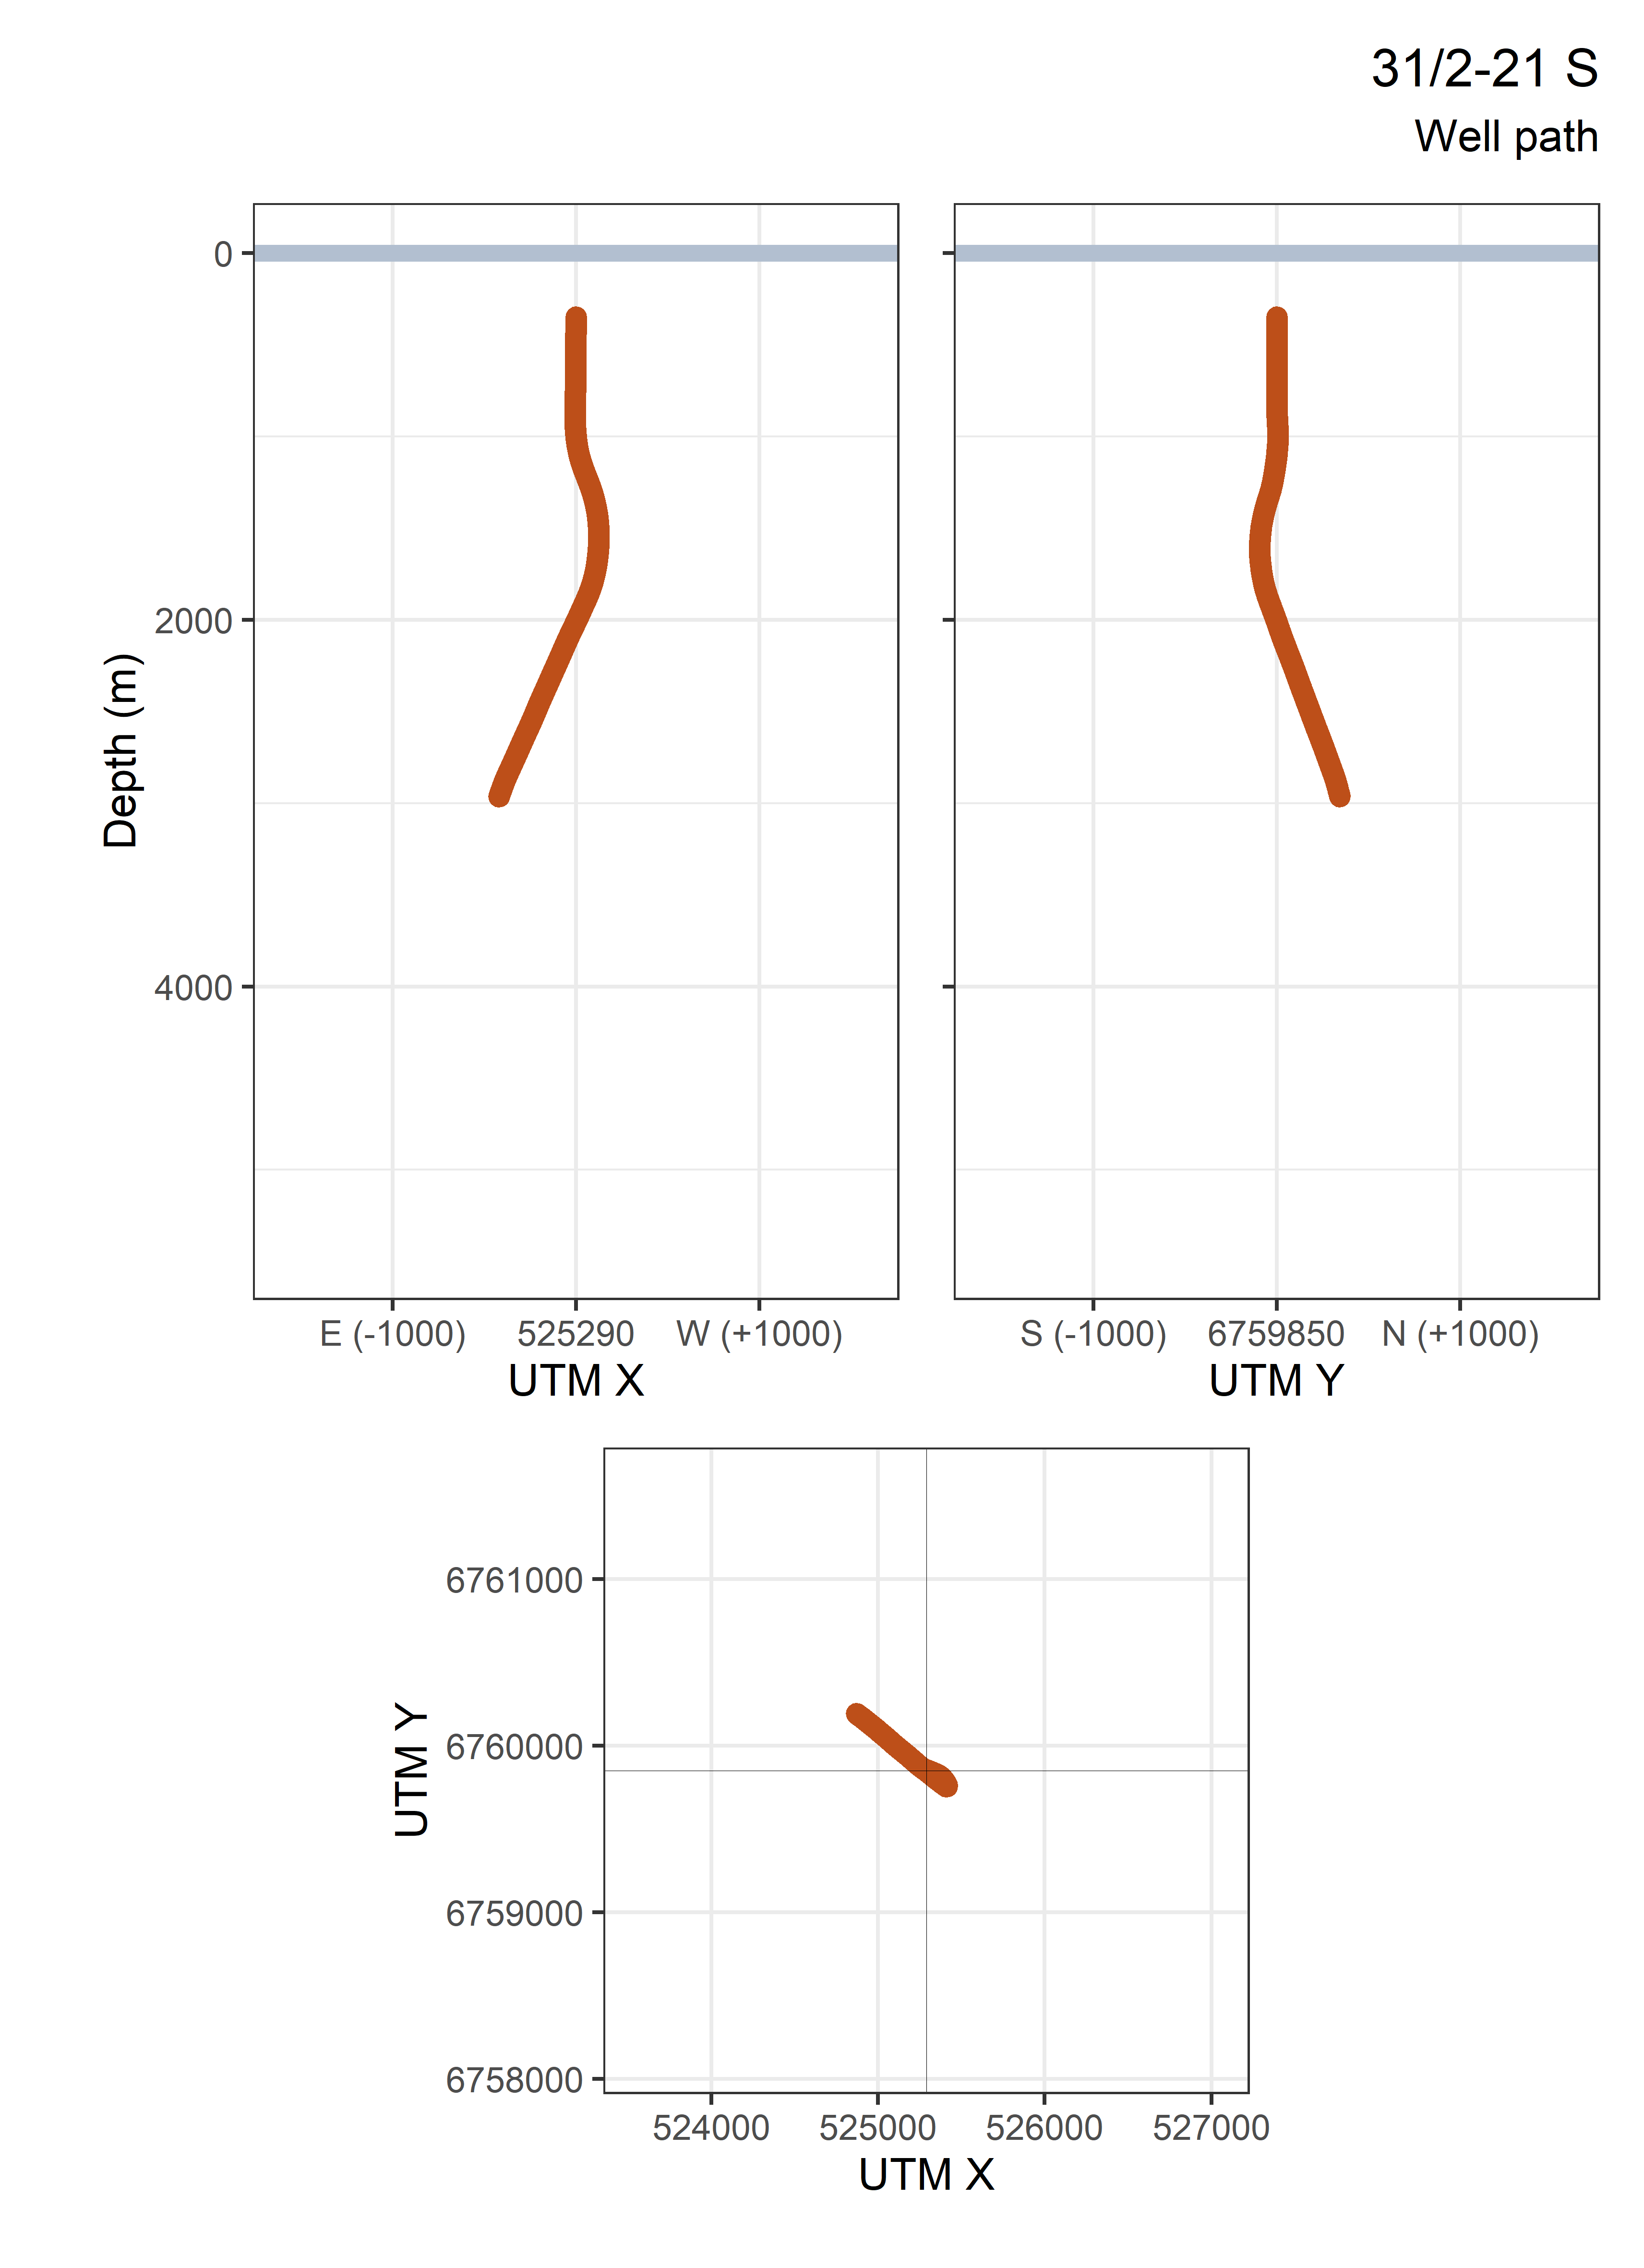 31/2-21 S
Well path
0
2000
4000
Depth (m)
E (-1000) 525290 W (+1000)
UTM X
S (-1000) 6759850 N (+1000)
UTM Y
6761000
6760000
6759000
6758000
UTM Y
524000 525000 526000 527000
UTM X